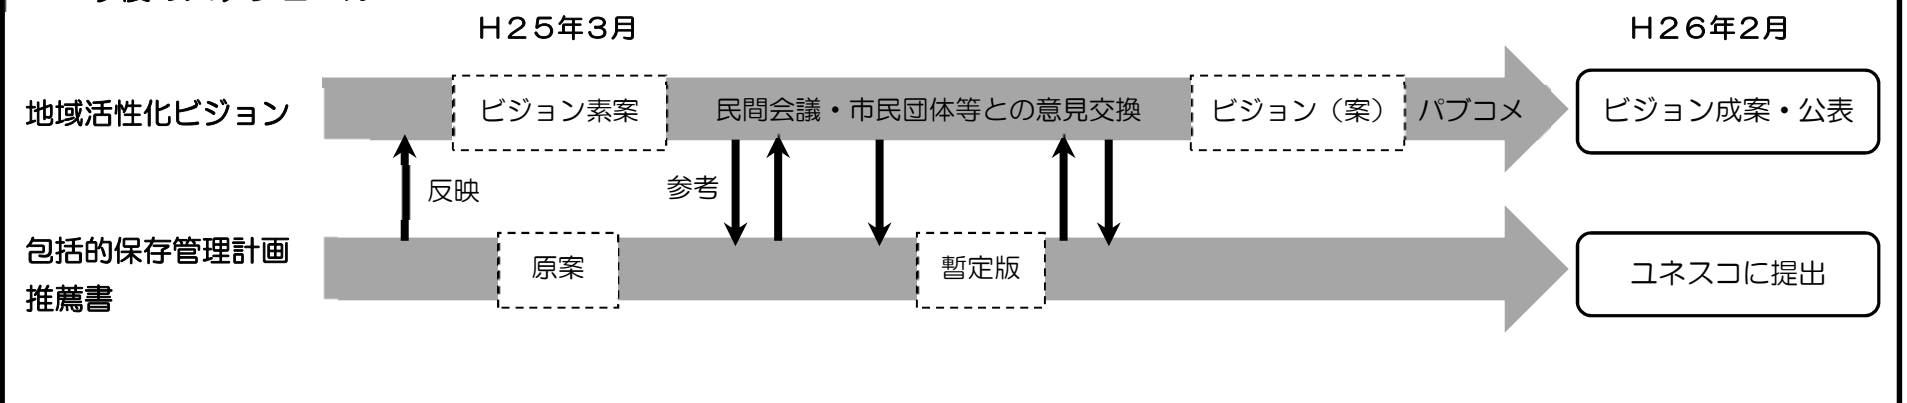 H25年3月
H26年2月
地域活性化ビジョン
ビジョン素案
民間会議・市民団体等との意見交換
ビジョン（案）
パブコメ
ビジョン成案・公表
反映
参考
包括的保存管理計画
推薦書
原案
暫定版
ユネスコに提出